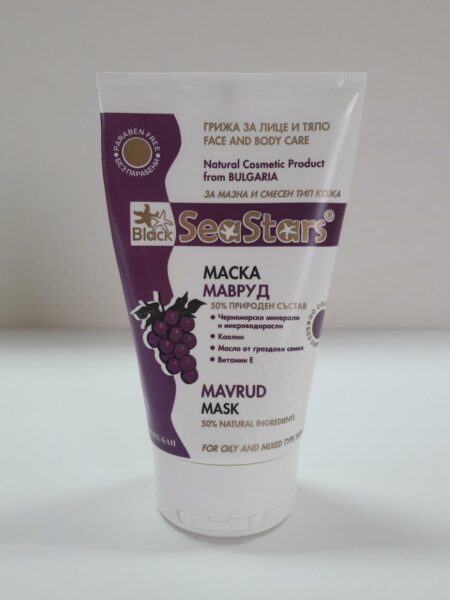 PARABEN FREE
БЕЗ ПАРАБЕНИ
ГРИЖА ЗА ЛИЦЕ И ТЯЛО
FACE AND BODY CARE
Natural Cosmetic Product
from BULGARIA
ЗА МАЗНА И СМЕСЕН ТИП КОЖА
Black SeaStars®
МАСКА
МАВРУД
50% ПРИРОДЕН СЪСТАВ
• Черноморски минерали
и микроводорасли
• Каолин
• Масло от гроздови семки
• Витамин Е
NO
MAVRUD
MASK
50% NATURAL INGREDIENTS
FOR OILY AND MIXED TYPE